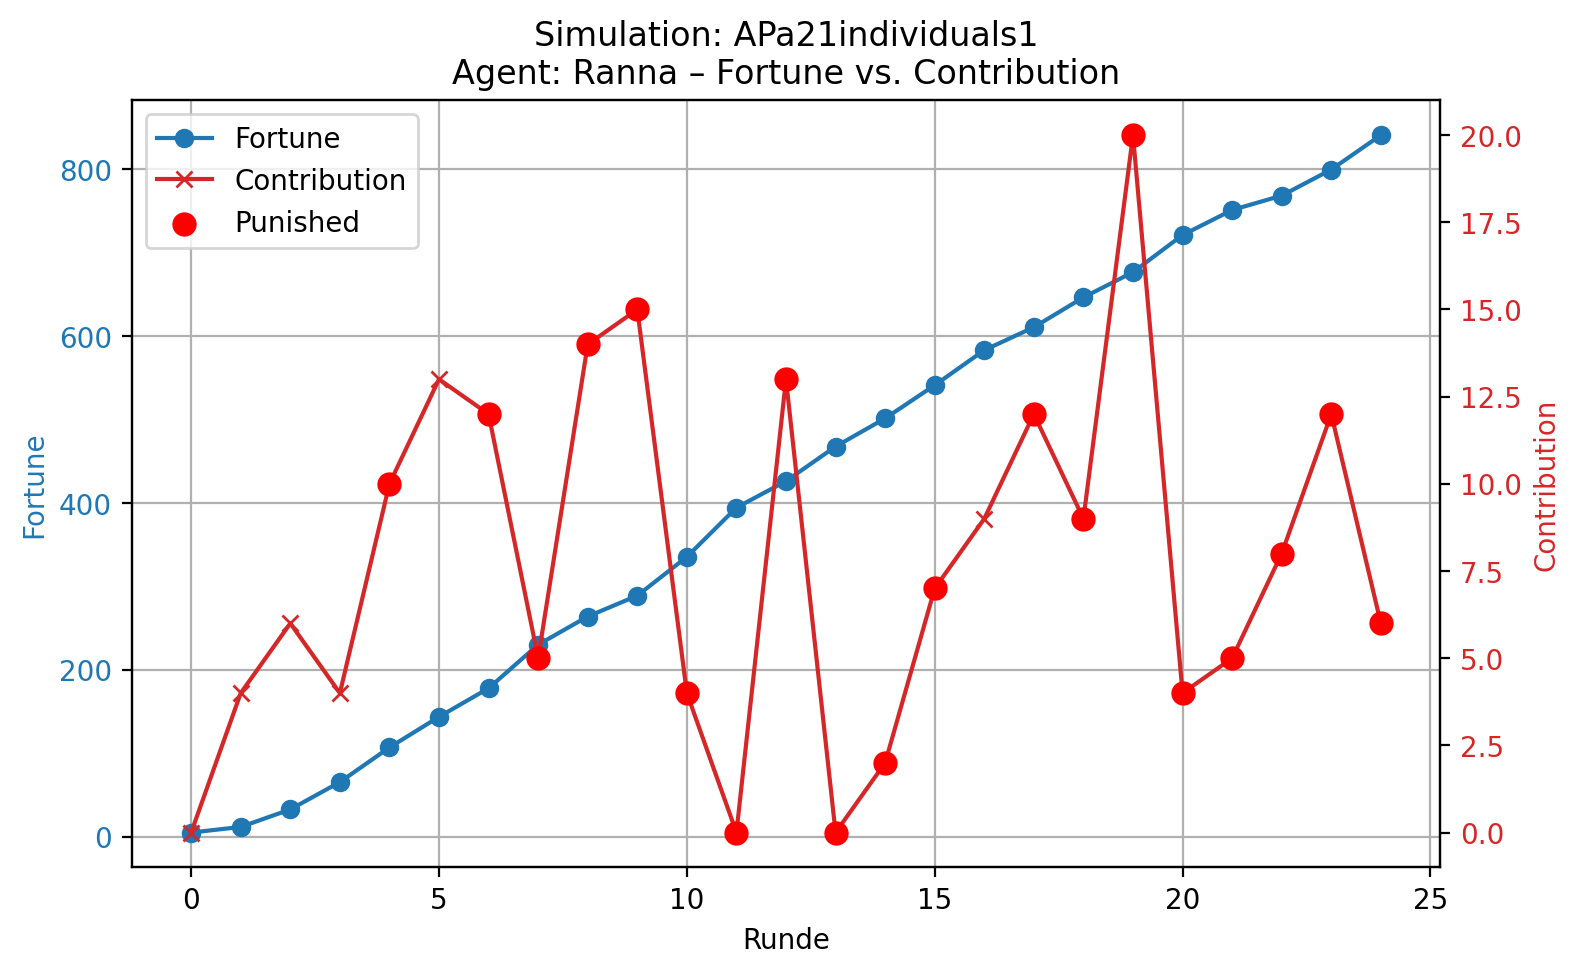 Simulation: APa21individuals1
Agent: Ranna – Fortune vs. Contribution
Fortune
Contribution
Punished
800
600
400
200
0
Fortune
20.0
17.5
15.0
12.5
10.0
7.5
5.0
2.5
0.0
Contribution
0 5 10 15 20 25
Runde